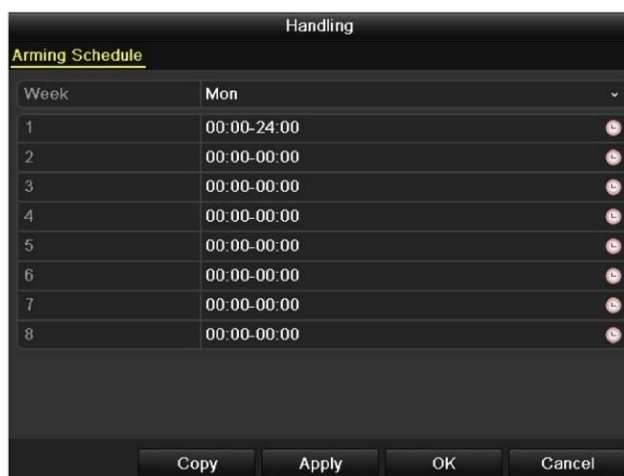 Handling
Arming Schedule
Week Mon
1 00:00-24:00
2 00:00-00:00
3 00:00-00:00
4 00:00-00:00
5 00:00-00:00
6 00:00-00:00
7 00:00-00:00
8 00:00-00:00
Copy Apply OK Cancel